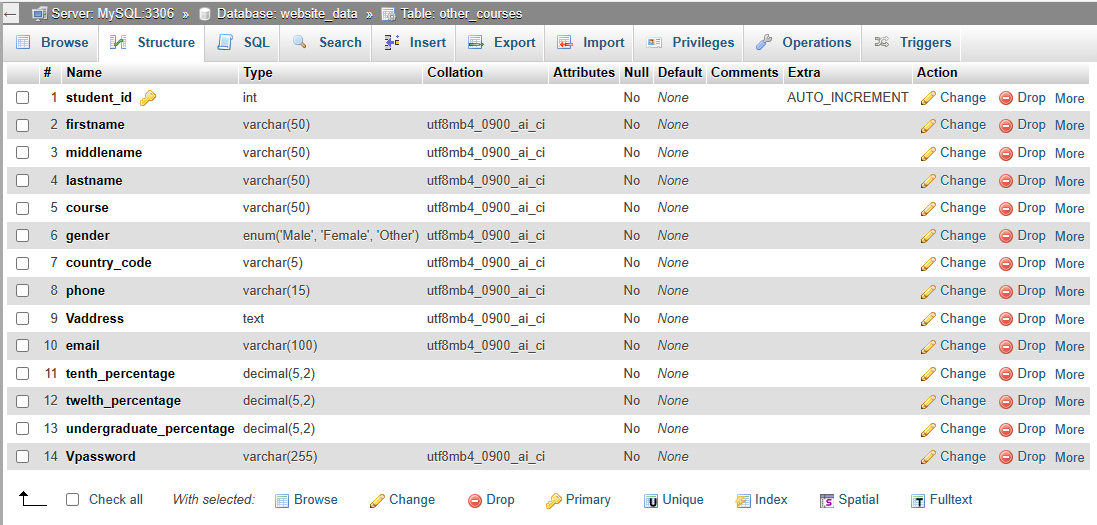 Server: MySQL:3306 » Database: website_data » Table: other_courses
Browse Structure SQL Search Insert Export Import Privileges Operations Triggers
# Name Type Collation Attributes Null Default Comments Extra Action
1 student_id int No None AUTO_INCREMENT Change Drop More
2 firstname varchar(50) utf8mb4_0900_ai_ci No None Change Drop More
3 middlename varchar(50) utf8mb4_0900_ai_ci No None Change Drop More
4 lastname varchar(50) utf8mb4_0900_ai_ci No None Change Drop More
5 course varchar(50) utf8mb4_0900_ai_ci No None Change Drop More
6 gender enum('Male', 'Female', 'Other') utf8mb4_0900_ai_ci No None Change Drop More
7 country_code varchar(5) utf8mb4_0900_ai_ci No None Change Drop More
8 phone varchar(15) utf8mb4_0900_ai_ci No None Change Drop More
9 Vaddress text utf8mb4_0900_ai_ci No None Change Drop More
10 email varchar(100) utf8mb4_0900_ai_ci No None Change Drop More
11 tenth_percentage decimal(5,2) No None Change Drop More
12 twelth_percentage decimal(5,2) No None Change Drop More
13 undergraduate_percentage decimal(5,2) No None Change Drop More
14 Vpassword varchar(255) utf8mb4_0900_ai_ci No None Change Drop More
Check all With selected: Browse Change Drop Primary Unique Index Spatial Fulltext